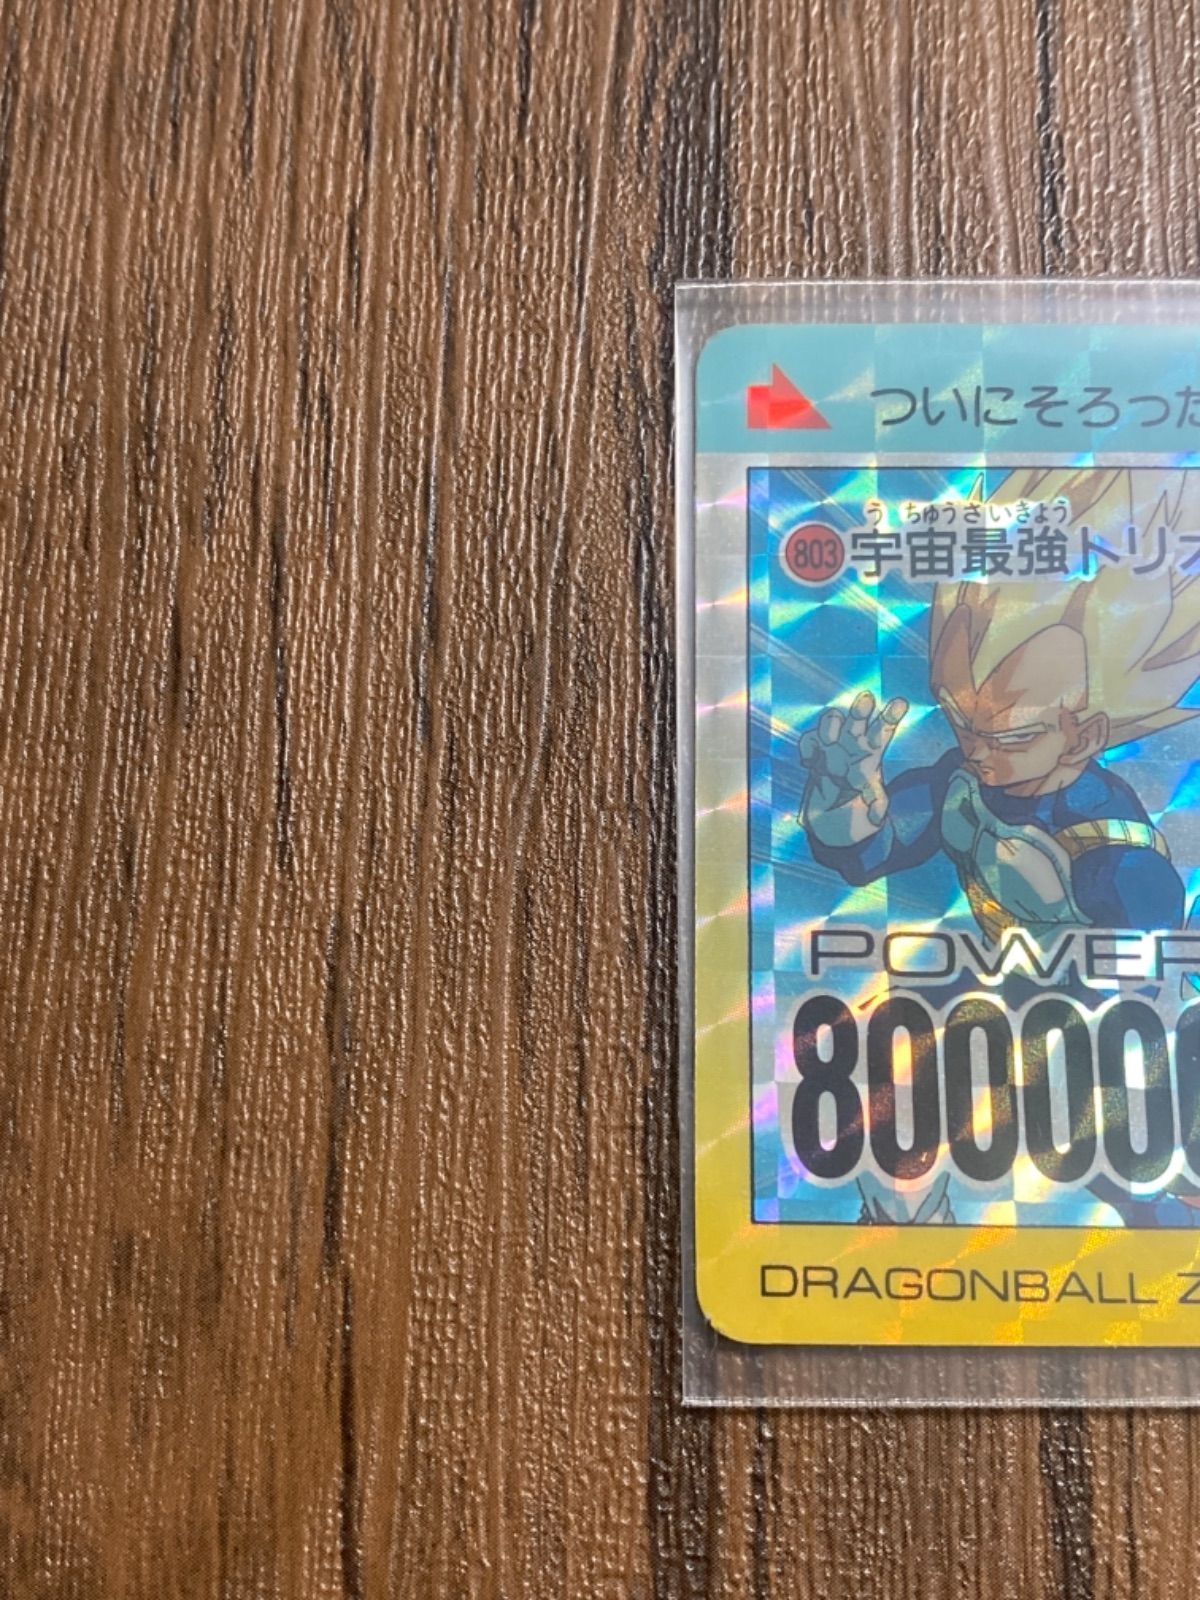 ついにそろった
うちゅうさいきょう
803 宇宙最強トリオ
POWER
80000
DRAGONBALL Z